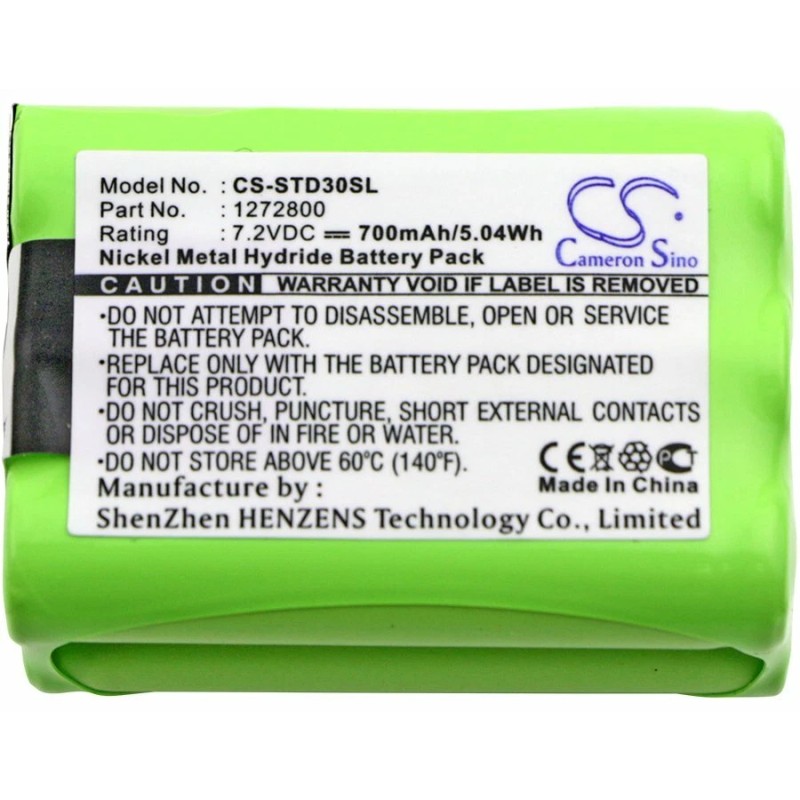 Model No. : CS-STD30SL
Part No. : 1272800
Rating : 7.2VDC ⎓ 700mAh/5.04Wh
Nickel Metal Hydride Battery Pack
CS
Cameron Sino
CAUTION WARRANTY VOID IF LABEL IS REMOVED
•DO NOT ATTEMPT TO DISASSEMBLE, OPEN OR SERVICE
THE BATTERY PACK.
•REPLACE ONLY WITH THE BATTERY PACK DESIGNATED
FOR THIS PRODUCT.
•DO NOT CRUSH, PUNCTURE, SHORT EXTERNAL CONTACTS
OR DISPOSE OF IN FIRE OR WATER.
•DO NOT STORE ABOVE 60°C (140°F).
CE
Made In China
Manufacture by :
ShenZhen HENZENS Technology Co., Limited